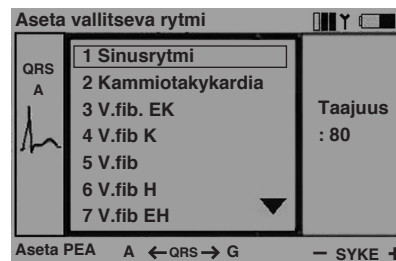 Aseta vallitseva rytmi
QRS
A
1 Sinusrytmi
2 Kammiotakykardia
3 V.fib. EK
4 V.fib K
5 V.fib
6 V.fib H
7 V.fib EH
Taajuus
: 80
Aseta PEA A ←QRS→ G − SYKE +